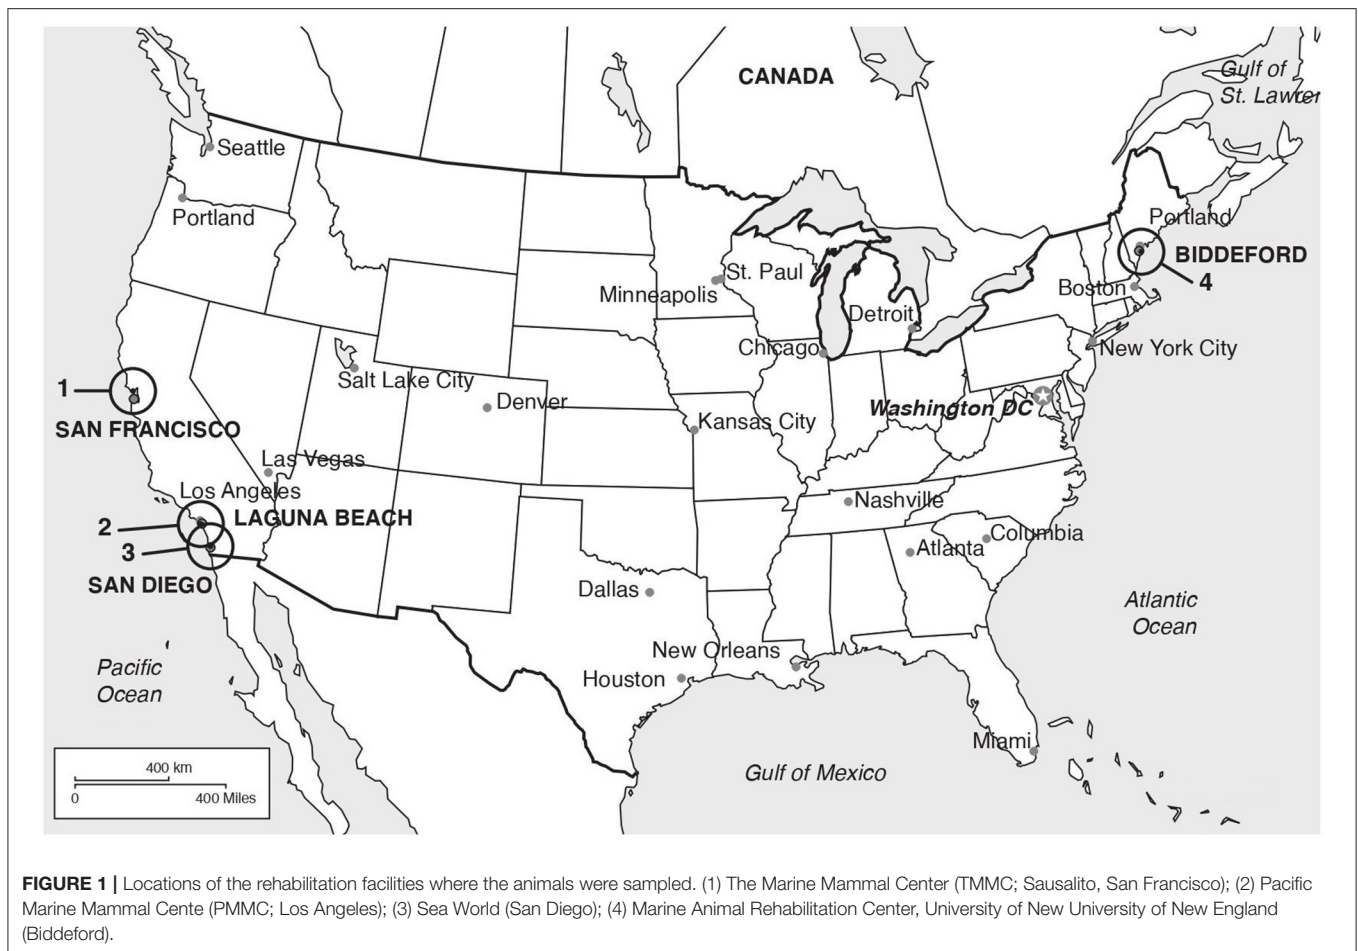 CANADA
Gulf of
St. Lawrer
Seattle
Portland
Portland
BIDDEFORD
4
St. Paul
Minneapolis
Boston
Detroit
Chicago
New York City
1
Salt Lake City
Denver
Washington DC
SAN FRANCISCO
Kansas City
Las Vegas
Los Angeles
Nashville
2
LAGUNA BEACH
3
Columbia
Atlanta
SAN DIEGO
Dallas
Atlantic
Ocean
New Orleans
Pacific
Ocean
Houston
Miami
Gulf of Mexico
400 km
0
400 Miles
FIGURE 1 | Locations of the rehabilitation facilities where the animals were sampled. (1) The Marine Mammal Center (TMMC; Sausalito, San Francisco); (2) Pacific
Marine Mammal Cente (PMMC; Los Angeles); (3) Sea World (San Diego); (4) Marine Animal Rehabilitation Center, University of New University of New England
(Biddeford).